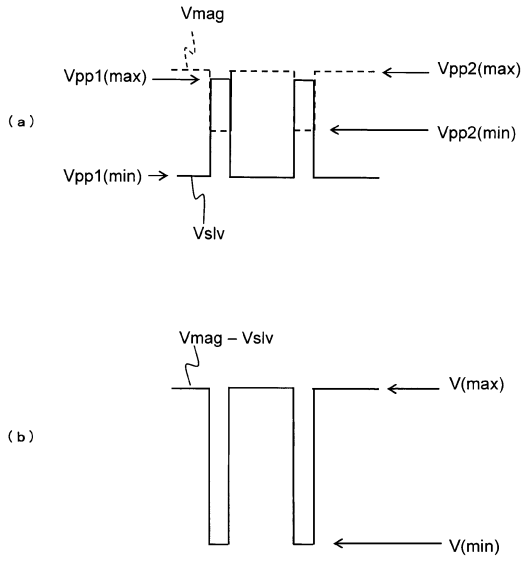 Vmag
Vpp1(max)
Vpp2(max)
(a)
Vpp2(min)
Vpp1(min)
Vslv
Vmag – Vslv
V(max)
(b)
V(min)